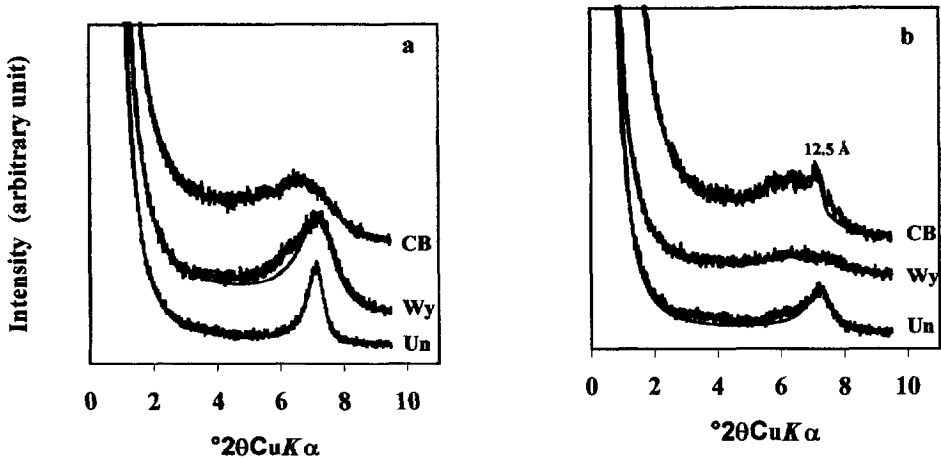 Intensity (arbitrary unit)
a
CB
Wy
Un
0 2 4 6 8 10
°2θCuKα
b
12.5 Å
CB
Wy
Un
0 2 4 6 8 10
°2θCuKα